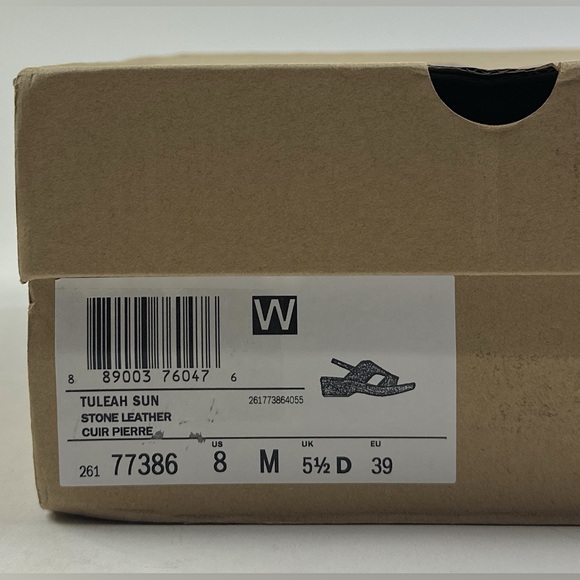 W
8 89003 76047 6
TULEAH SUN 261773864055
STONE LEATHER
CUIR PIERRE
US UK EU
261 77386 8 M 5½ D 39